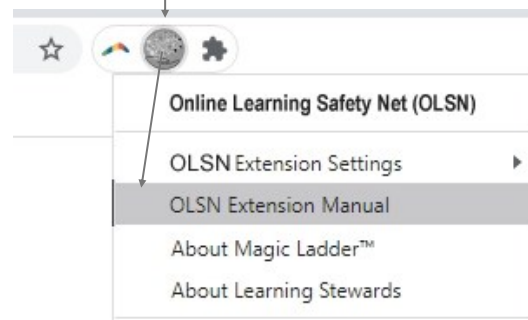 Online Learning Safety Net (OLSN)
OLSN Extension Settings
OLSN Extension Manual
About Magic Ladder™
About Learning Stewards